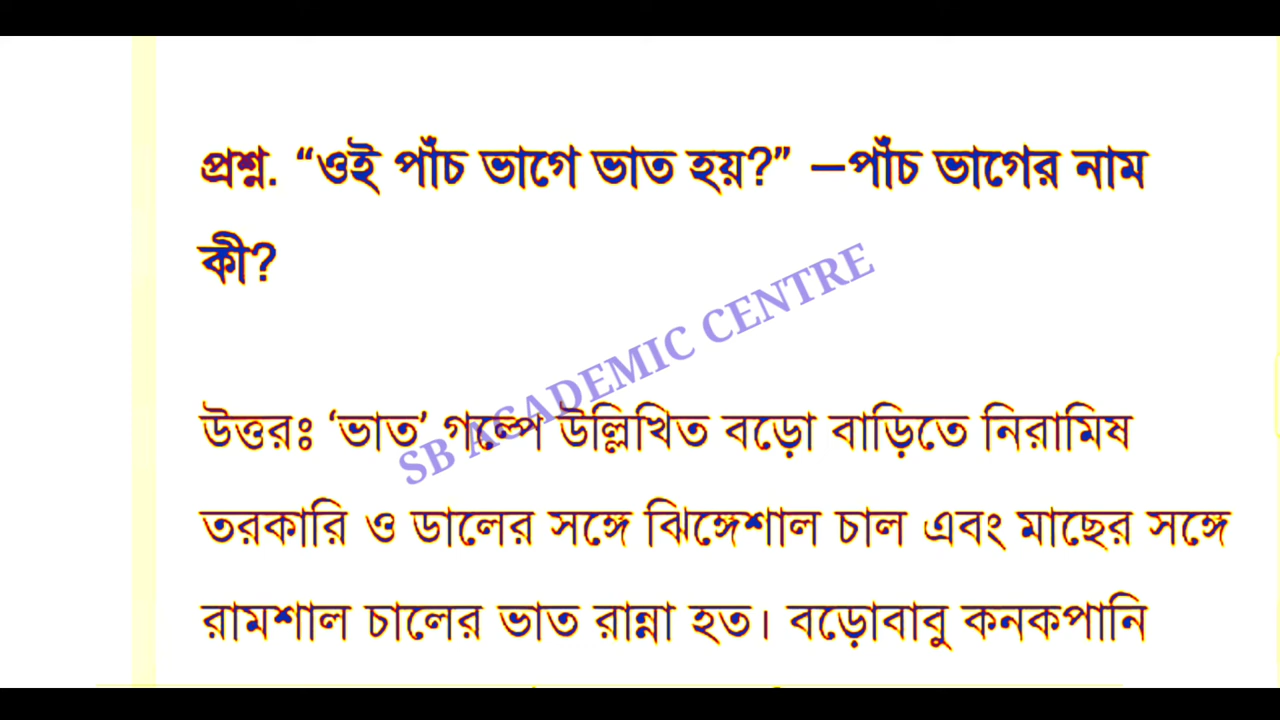 প্রশ্ন. “ওই পাঁচ ভাগে ভাত হয়?” –পাঁচ ভাগের নাম
কী?
SB ACADEMIC CENTRE
উত্তরঃ ‘ভাত’ গল্পে উল্লিখিত বড়ো বাড়িতে নিরামিষ
তরকারি ও ডালের সঙ্গে ঝিঙ্গেশাল চাল এবং মাছের সঙ্গে
রামশাল চালের ভাত রান্না হত। বড়োবাবু কনকপানি